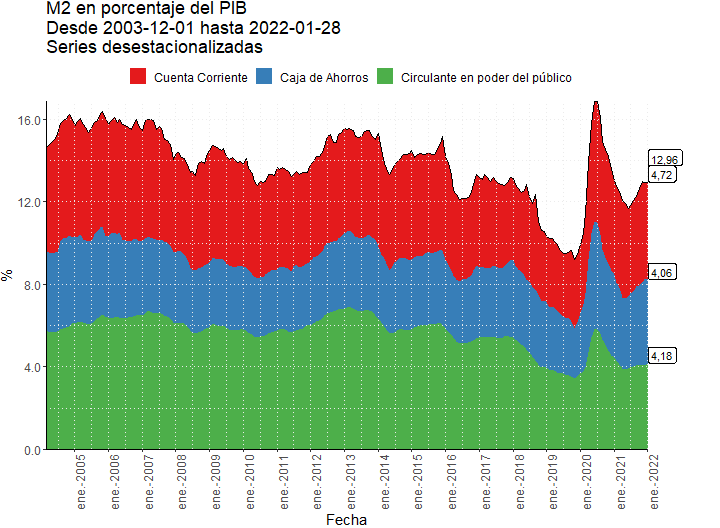 M2 en porcentaje del PIB
Desde 2003-12-01 hasta 2022-01-28
Series desestacionalizadas
Cuenta Corriente Caja de Ahorros Circulante en poder del público
16.0
12.0
8.0
4.0
0.0
%
12,96
4,72
4,06
4,18
ene.-2005
ene.-2006
ene.-2007
ene.-2008
ene.-2009
ene.-2010
ene.-2011
ene.-2012
ene.-2013
ene.-2014
ene.-2015
ene.-2016
ene.-2017
ene.-2018
ene.-2019
ene.-2020
ene.-2021
ene.-2022
Fecha